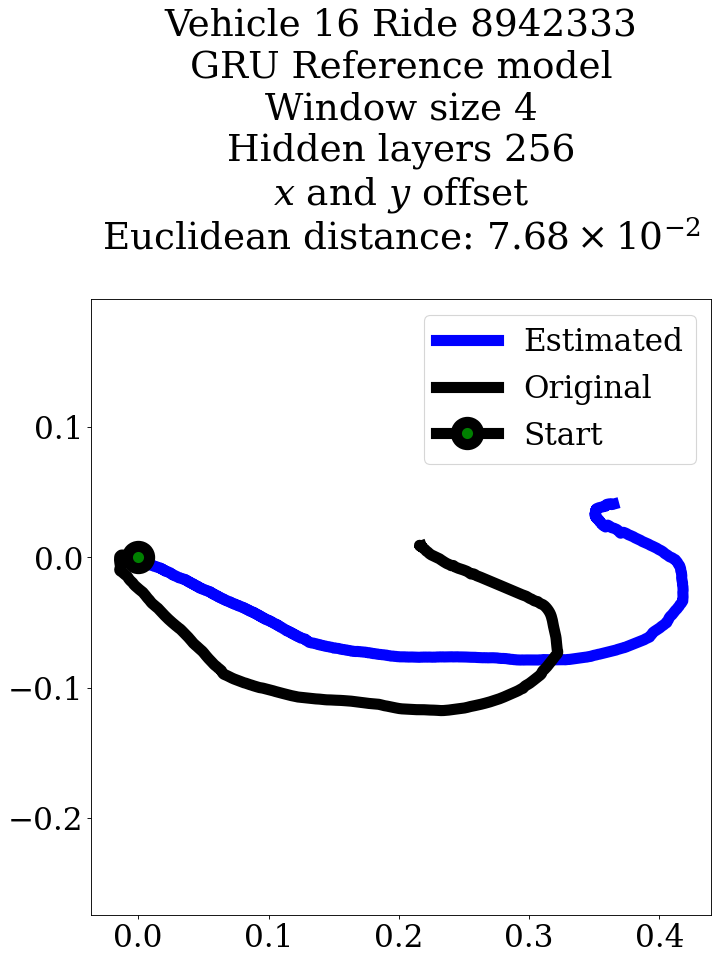 Vehicle 16 Ride 8942333
GRU Reference model
Window size 4
Hidden layers 256
x and y offset
Euclidean distance: 7.68 × 10⁻²
Estimated
Original
Start
0.1
0.0
−0.1
−0.2
0.0 0.1 0.2 0.3 0.4